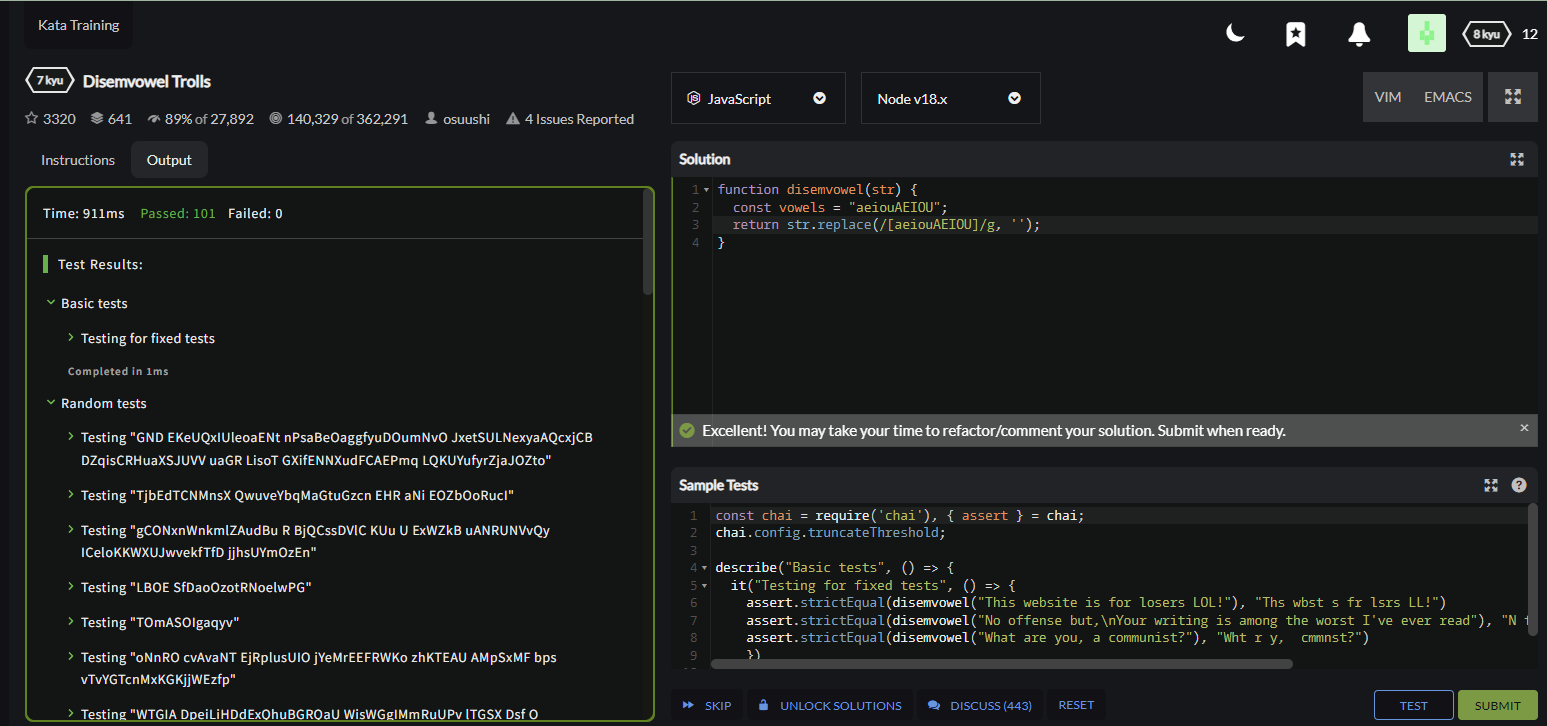 Kata Training
8 kyu 12
7 kyu Disemvowel Trolls
3320 641 89% of 27,892 140,329 of 362,291 osuushi 4 Issues Reported
Instructions Output
Time: 911ms Passed: 101 Failed: 0
Test Results:
Basic tests
Testing for fixed tests
Completed in 1ms
Random tests
Testing "GND EKeUQxIUleoaENt nPsaBeOaggfyuDOumNvO JxetSULNexyaAQcxjCB
DZqisCRHuaXSJUVV uaGR LisoT GXifENNXudFCAEPmq LQKUYufyrZjaJOZto"
Testing "TjbEdTCNMnsX QwuveYbqMaGtuGzcn EHR aNi EOZbOoRucI"
Testing "gCONxnWnkmlZAudBu R BjQCssDVlC KUu U ExWZkB uANRUNVvQy
ICeloKKWXUJwvekfTfD jjhsUYmOzEn"
Testing "LBOE SfDaoOzotRNoelwPG"
Testing "TOmASOIgaqyv"
Testing "oNnRO cvAvaNT EjRplusUIO jYeMrEEFRWKo zhKTEAU AMpSxMF bps
vTvYGTcnMxKGKjjWEzfp"
Testing "WTGIA DpeiLiHDdExQhuBGRQaU WisWGgIMmRuUPv lTGSX Dsf O
JavaScript Node v18.x VIM EMACS
Solution
1 function disemvowel(str) {
2 const vowels = "aeiouAEIOU";
3 return str.replace(/[aeiouAEIOU]/g, '');
4 }
Excellent! You may take your time to refactor/comment your solution. Submit when ready.
Sample Tests
1 const chai = require('chai'), { assert } = chai;
2 chai.config.truncateThreshold;
3
4 describe("Basic tests", () => {
5 it("Testing for fixed tests", () => {
6 assert.strictEqual(disemvowel("This website is for losers LOL!"), "Ths wbst s fr lsrs LL!")
7 assert.strictEqual(disemvowel("No offense but,\nYour writing is among the worst I've ever read"), "N f
8 assert.strictEqual(disemvowel("What are you, a communist?"), "Wht r y,  cmmnst?")
9 })
SKIP UNLOCK SOLUTIONS DISCUSS (443) RESET TEST SUBMIT